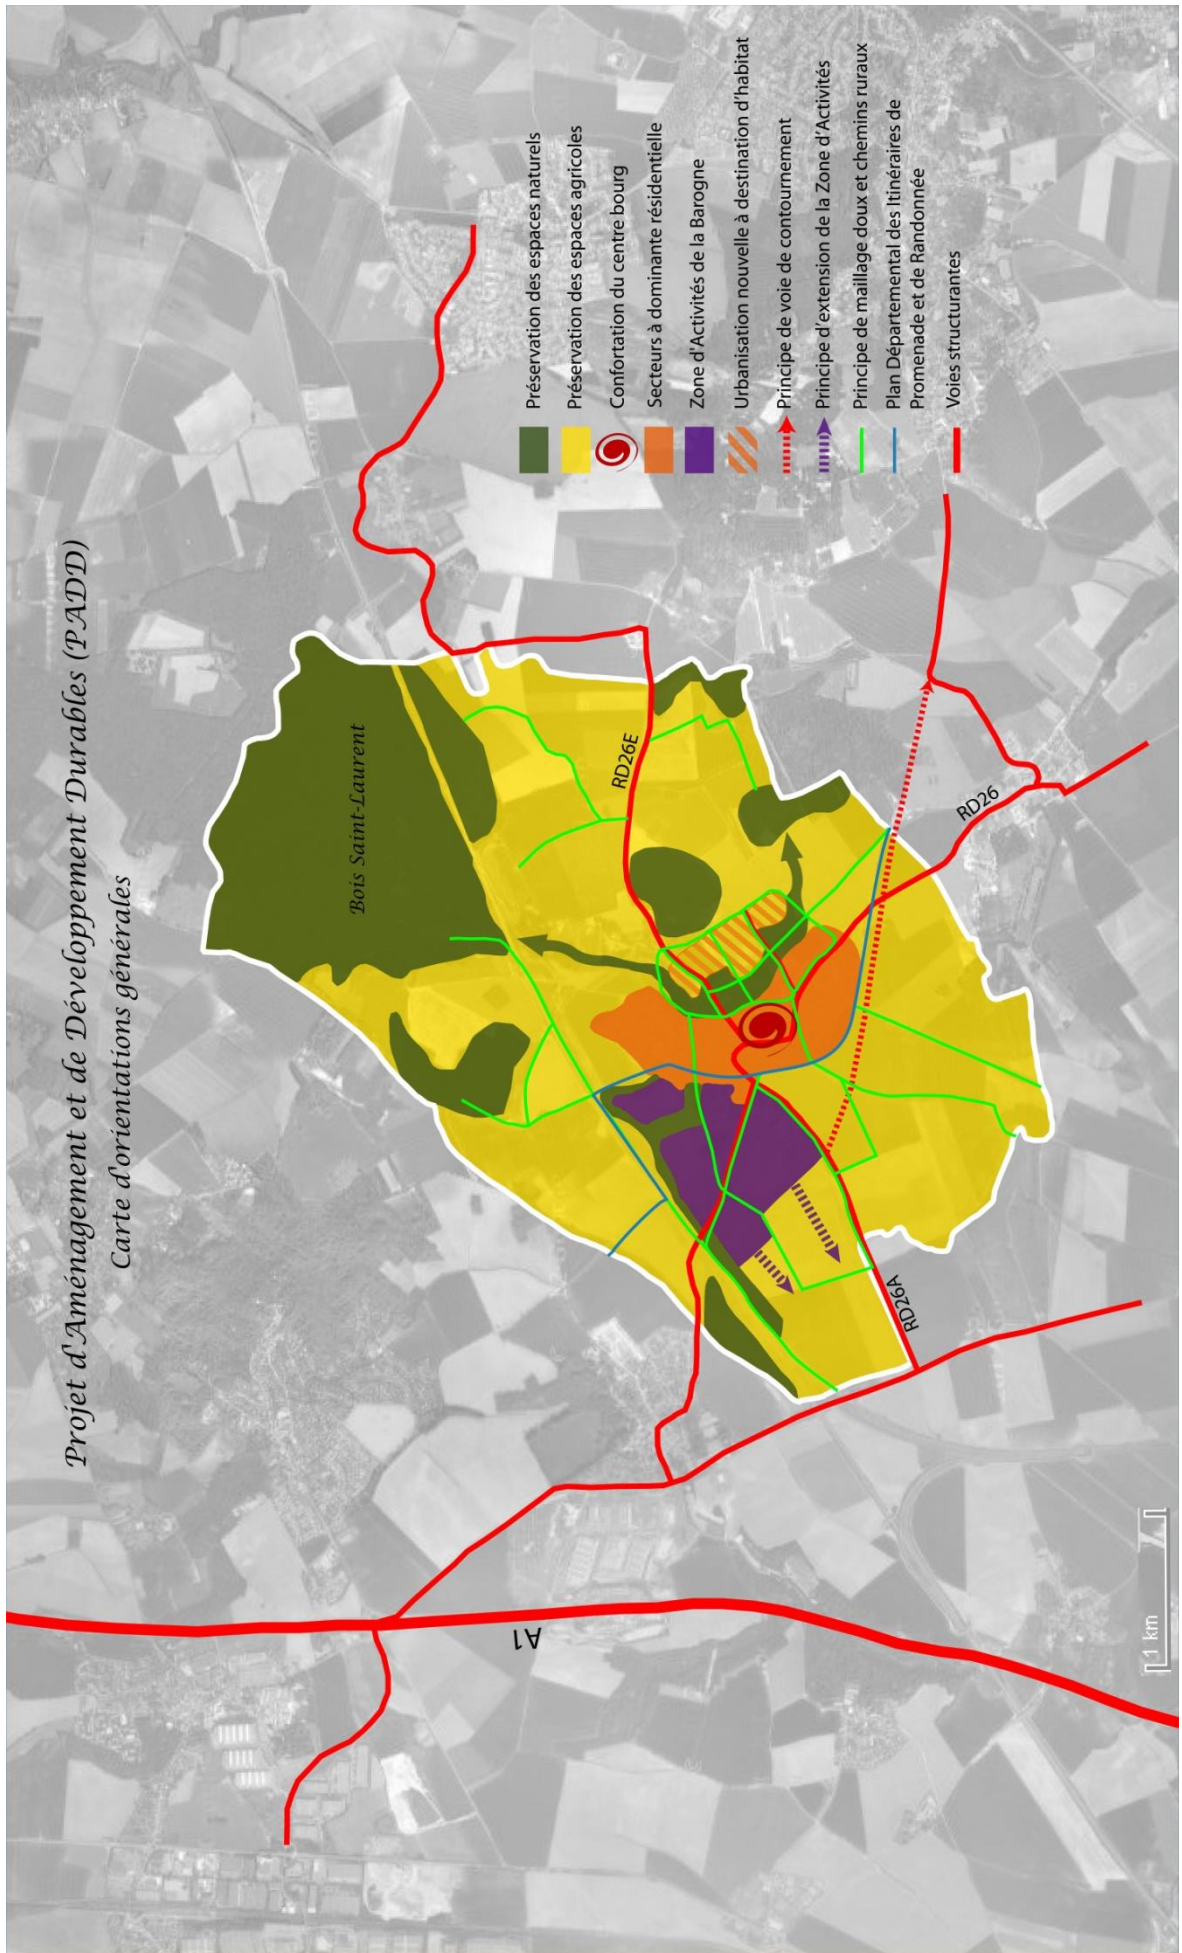 Projet d'Aménagement et de Développement Durables (PADD)
Carte d'orientations générales
Bois Saint-Laurent
RD26E
RD26
RD26A
A1
1 km
Préservation des espaces naturels
Préservation des espaces agricoles
Confortation du centre bourg
Secteurs à dominante résidentielle
Zone d'Activités de la Barogne
Urbanisation nouvelle à destination d'habitat
Principe de voie de contournement
Principe d'extension de la Zone d'Activités
Principe de maillage doux et chemins ruraux
Plan Départemental des Itinéraires de
Promenade et de Randonnée
Voies structurantes